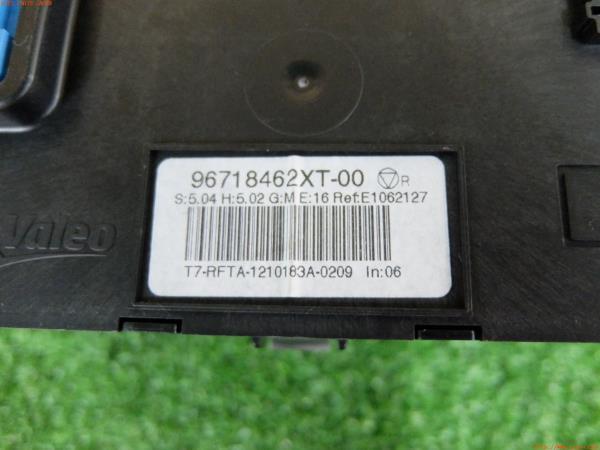 96718462XT-00 R
S:5.04 H:5.02 G:M E:16 Ref:E1062127
T7-RFTA-1210183A-0209 In:06
Valeo